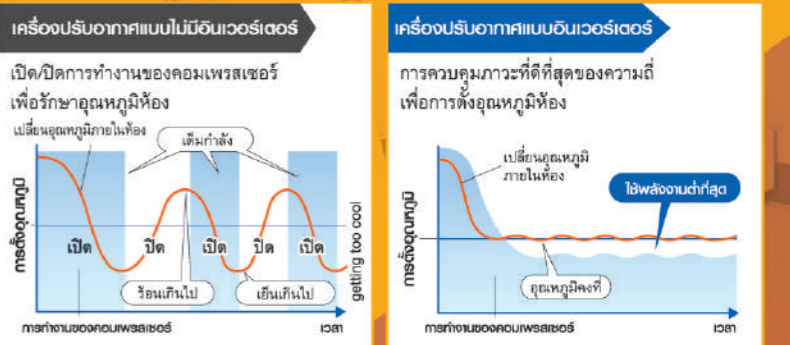 เครื่องปรับอากาศแบบไม่มีอินเวอร์เตอร์
เปิด/ปิดการทำงานของคอมเพรสเซอร์
เพื่อรักษาอุณหภูมิห้อง
เปลี่ยนอุณหภูมิภายในห้อง
เต็มกำลัง
การตั้งอุณหภูมิ
เปิด ปิด เปิด ปิด เปิด
ร้อนเกินไป
เย็นเกินไป
getting too cool
การทำงานของคอมเพรสเซอร์
เวลา
เครื่องปรับอากาศแบบอินเวอร์เตอร์
การควบคุมภาวะที่ดีที่สุดของความถี่
เพื่อการตั้งอุณหภูมิห้อง
เปลี่ยนอุณหภูมิ
ภายในห้อง
ใช้พลังงานต่ำที่สุด
การตั้งอุณหภูมิ
อุณหภูมิคงที่
การทำงานของคอมเพรสเซอร์
เวลา